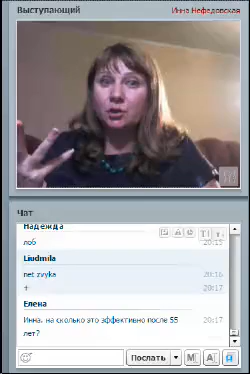 Выступающий Инна Нефедовская
Чат
Надежда
лоб 20:15
Liudmila
net zvyka 20:16
+ 20:17
Елена
Инна, на сколько это эффективно после 55 20:17
лет?
Послать